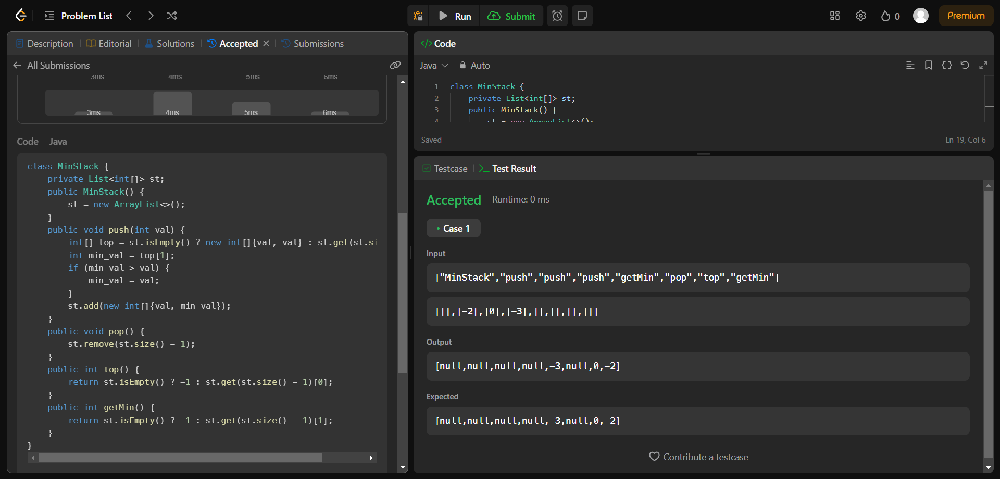 Problem List
Run
Submit
0
Premium
Description
Editorial
Solutions
Accepted
Submissions
All Submissions
3ms 4ms 5ms 6ms
3ms 4ms 5ms 6ms
Code Java
class MinStack {
    private List<int[]> st;
    public MinStack() {
        st = new ArrayList<>();
    }
    public void push(int val) {
        int[] top = st.isEmpty() ? new int[]{val, val} : st.get(st.si
        int min_val = top[1];
        if (min_val > val) {
            min_val = val;
        }
        st.add(new int[]{val, min_val});
    }
    public void pop() {
        st.remove(st.size() - 1);
    }
    public int top() {
        return st.isEmpty() ? -1 : st.get(st.size() - 1)[0];
    }
    public int getMin() {
        return st.isEmpty() ? -1 : st.get(st.size() - 1)[1];
    }
}
</> Code
Java Auto
1 class MinStack {
2     private List<int[]> st;
3     public MinStack() {
4         st = new ArrayList<>();
Saved
Ln 19, Col 6
Testcase
Test Result
Accepted Runtime: 0 ms
Case 1
Input
["MinStack","push","push","push","getMin","pop","top","getMin"]
[[],[-2],[0],[-3],[],[],[],[]]
Output
[null,null,null,null,-3,null,0,-2]
Expected
[null,null,null,null,-3,null,0,-2]
Contribute a testcase